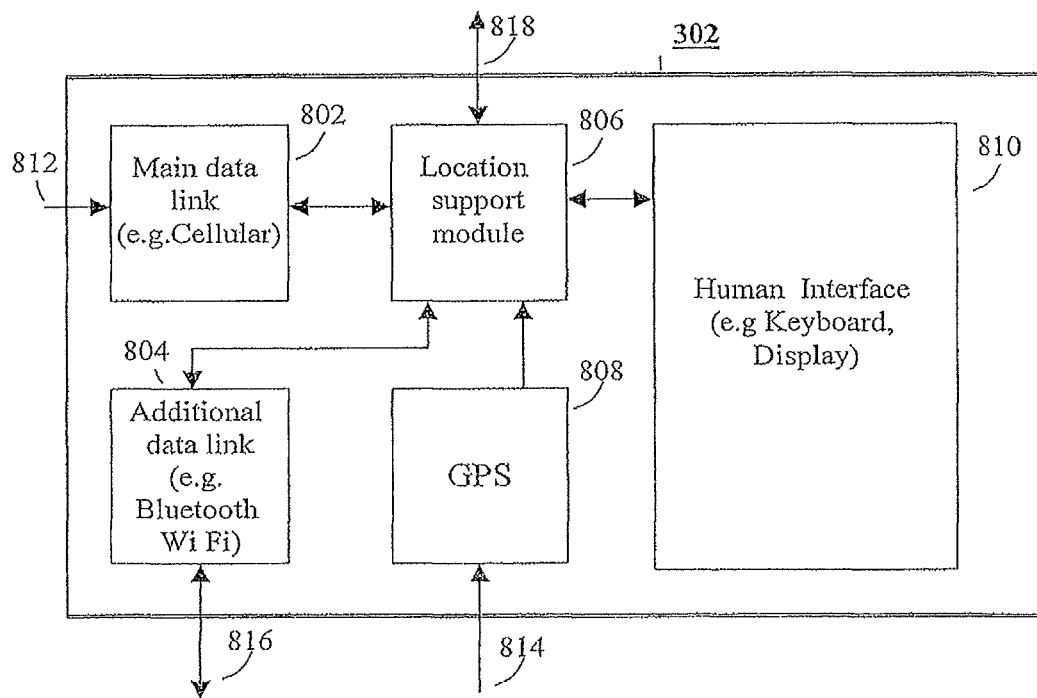 818
302
802
806
812
810
Main data
link
(e.g.Cellular)
Location
support
module
Human Interface
(e.g Keyboard,
Display)
804
808
Additional
data link
(e.g.
Bluetooth
Wi Fi)
GPS
816
814